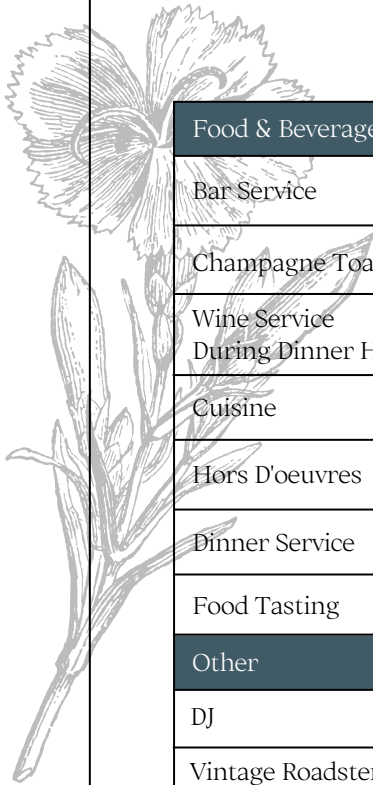 Food & Beverage
Bar Service
Champagne Toa
Wine Service
During Dinner H
Cuisine
Hors D'oeuvres
Dinner Service
Food Tasting
Other
DJ
Vintage Roadster